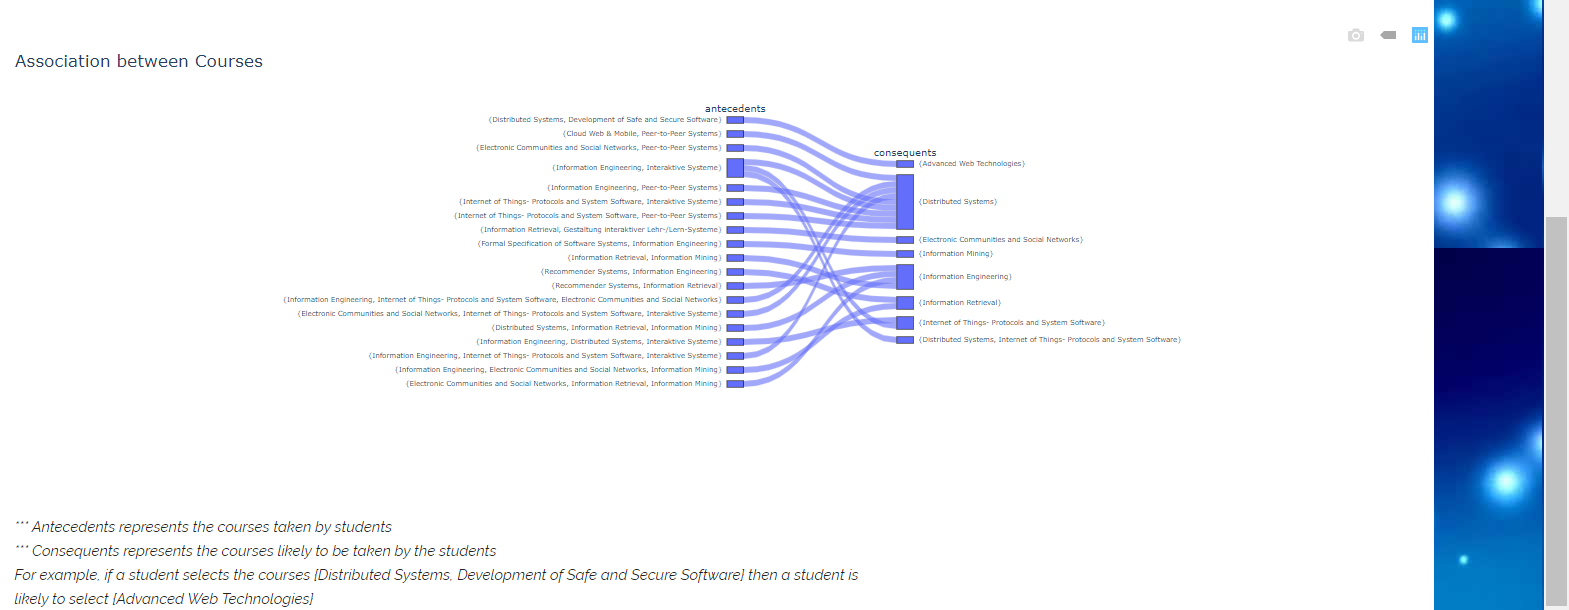 Association between Courses
antecedents
{Distributed Systems, Development of Safe and Secure Software}
{Cloud Web & Mobile, Peer-to-Peer Systems}
{Electronic Communities and Social Networks, Peer-to-Peer Systems}
{Information Engineering, Interaktive Systeme}
{Information Engineering, Peer-to-Peer Systems}
{Internet of Things- Protocols and System Software, Interaktive Systeme}
{Internet of Things- Protocols and System Software, Peer-to-Peer Systems}
{Information Retrieval, Gestaltung interaktiver Lehr-/Lern-Systeme}
{Formal Specification of Software Systems, Information Engineering}
{Information Retrieval, Information Mining}
{Recommender Systems, Information Engineering}
{Recommender Systems, Information Retrieval}
{Information Engineering, Internet of Things- Protocols and System Software, Electronic Communities and Social Networks}
{Electronic Communities and Social Networks, Internet of Things- Protocols and System Software, Interaktive Systeme}
{Distributed Systems, Information Retrieval, Information Mining}
{Information Engineering, Distributed Systems, Interaktive Systeme}
{Information Engineering, Internet of Things- Protocols and System Software, Interaktive Systeme}
{Information Engineering, Electronic Communities and Social Networks, Information Mining}
{Electronic Communities and Social Networks, Information Retrieval, Information Mining}
consequents
{Advanced Web Technologies}
{Distributed Systems}
{Electronic Communities and Social Networks}
{Information Mining}
{Information Engineering}
{Information Retrieval}
{Internet of Things- Protocols and System Software}
{Distributed Systems, Internet of Things- Protocols and System Software}
*** Antecedents represents the courses taken by students
*** Consequents represents the courses likely to be taken by the students
For example, if a student selects the courses [Distributed Systems, Development of Safe and Secure Software] then a student is
likely to select [Advanced Web Technologies]